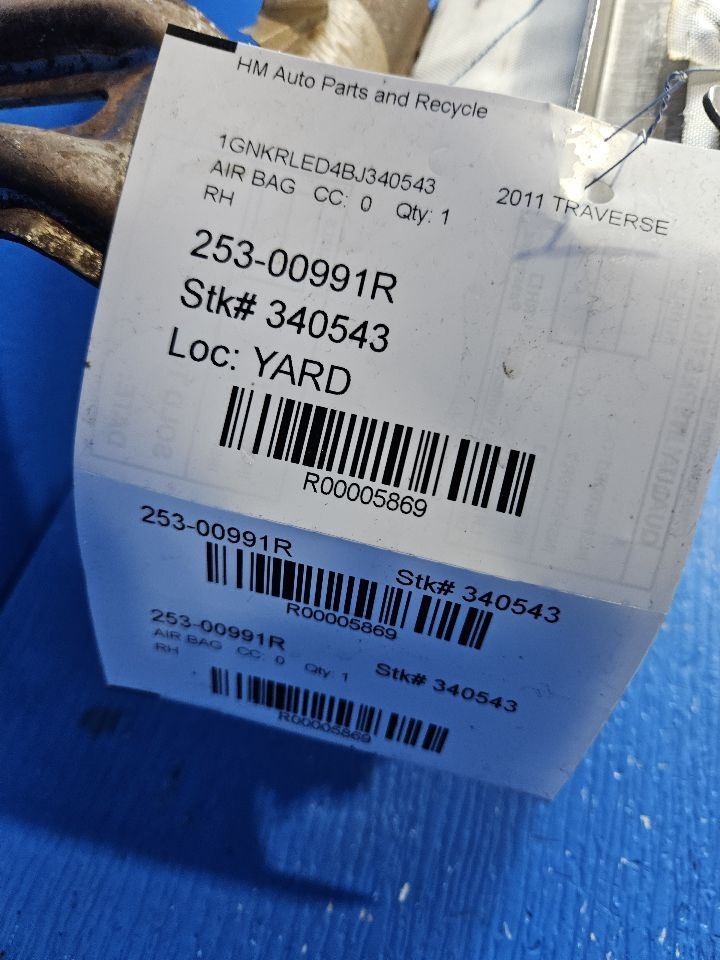 HM Auto Parts and Recycle
1GNKRLED4BJ340543
AIR BAG CC: 0 Qty: 1 2011 TRAVERSE
RH
253-00991R
Stk# 340543
Loc: YARD
R00005869
253-00991R Stk# 340543
R00005869
253-00991R
AIR BAG CC: 0 Qty: 1 Stk# 340543
RH
R00005869